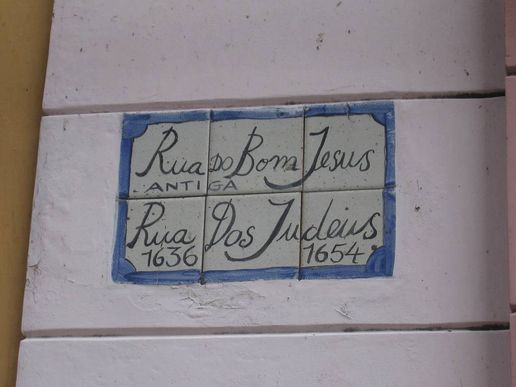 Rua DO Bom Jesus
ANTIGA
Rua Dos Judeus
1636 1654